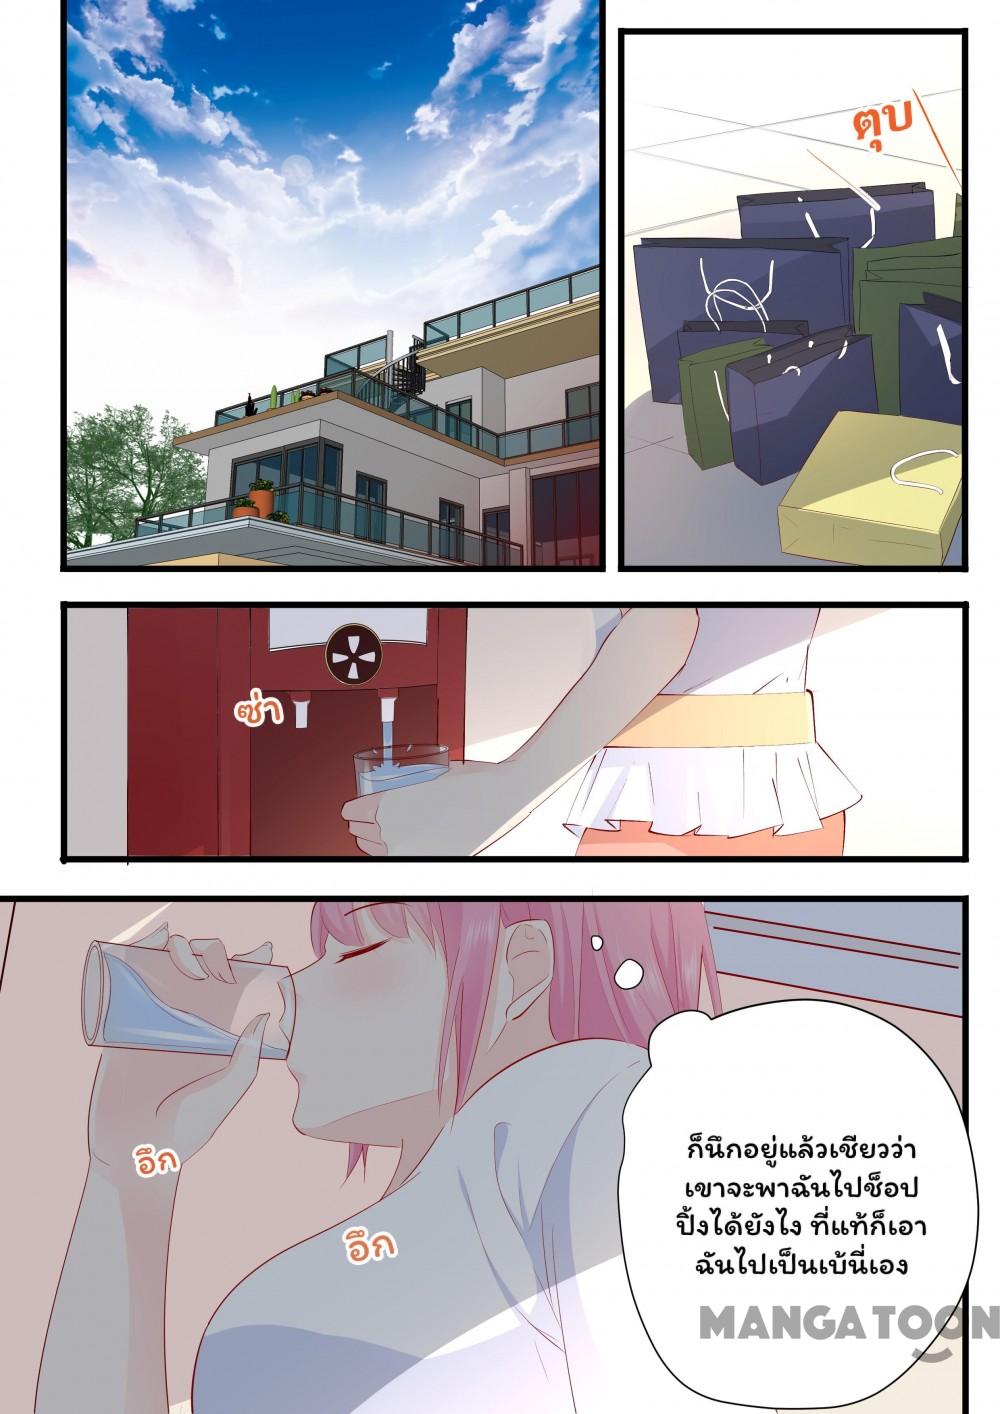 ตุบ
ซ่า
อึก
อึก
ก็นึกอยู่แล้วเชียวว่า
เขาจะพาฉันไปช็อป
ปิ้งได้ยังไง ที่แท้ก็เอา
ฉันไปเป็นเบ้นี่เอง
MANGATOON